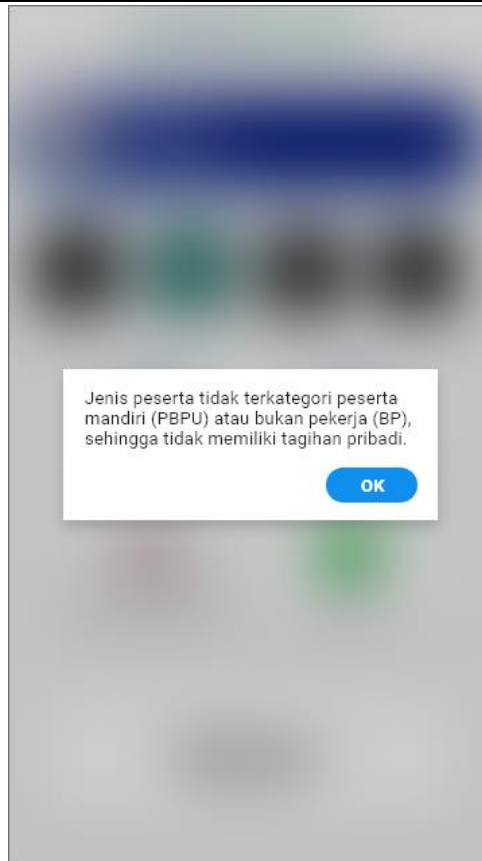 Jenis peserta tidak terkategori peserta
mandiri (PBPU) atau bukan pekerja (BP),
sehingga tidak memiliki tagihan pribadi.
OK